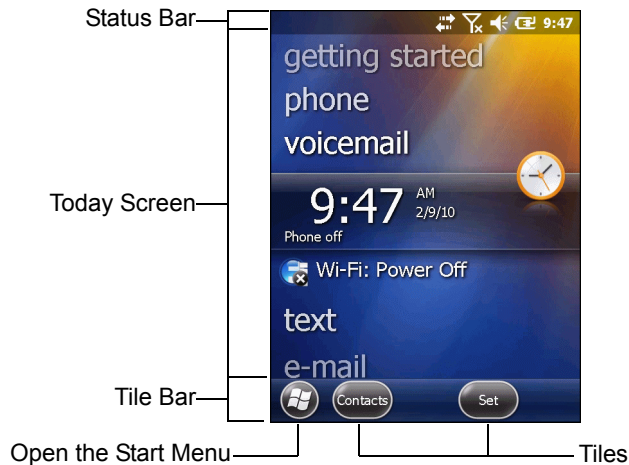 Status Bar
9:47
getting started
phone
voicemail
Today Screen
9:47 AM
2/9/10
Phone off
Wi-Fi: Power Off
text
e-mail
Tile Bar
Contacts
Set
Open the Start Menu
Tiles